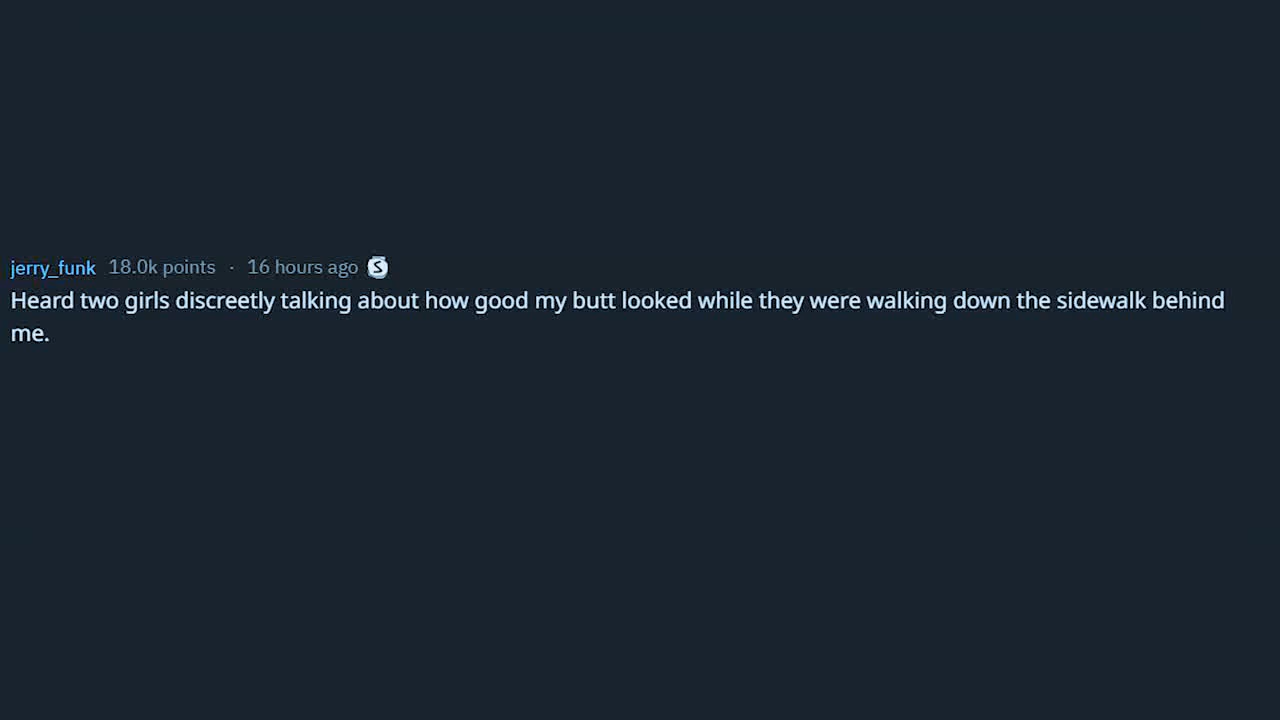 jerry_funk 18.0k points · 16 hours ago S
Heard two girls discreetly talking about how good my butt looked while they were walking down the sidewalk behind
me.